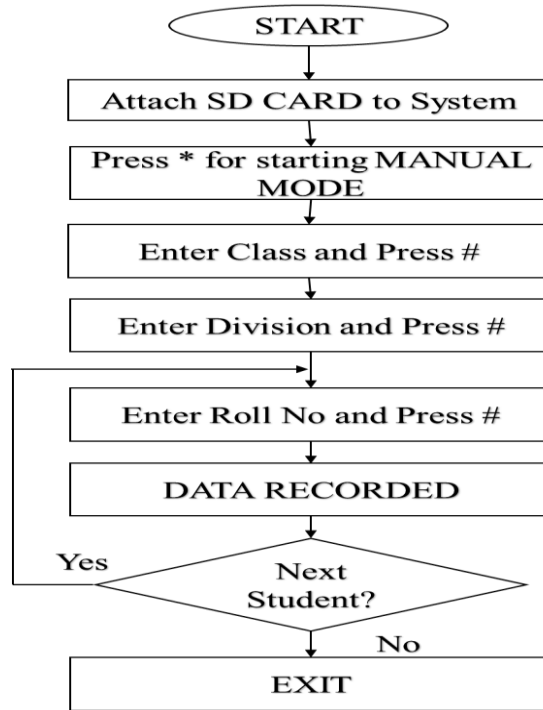 START
Attach SD CARD to System
Press * for starting MANUAL
MODE
Enter Class and Press #
Enter Division and Press #
Enter Roll No and Press #
DATA RECORDED
Yes
Next
Student?
No
EXIT